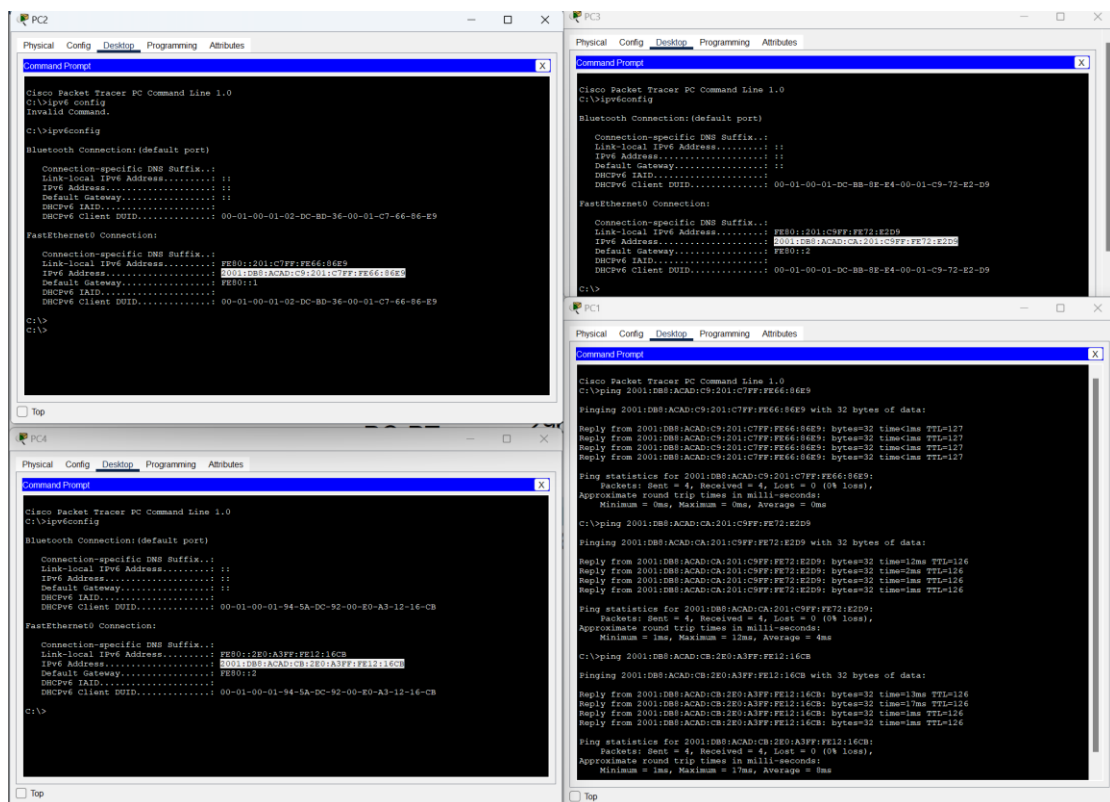 PC2
Physical Config Desktop Programming Attributes
Command Prompt X
Cisco Packet Tracer PC Command Line 1.0
C:\>ipv6 config
Invalid Command.
C:\>ipv6config
Bluetooth Connection:(default port)
Connection-specific DNS Suffix..:
Link-local IPv6 Address.........: ::
IPv6 Address....................: ::
Default Gateway.................: ::
DHCPv6 IAID.....................:
DHCPv6 Client DUID..............: 00-01-00-01-02-DC-BD-36-00-01-C7-66-86-E9
FastEthernet0 Connection:
Connection-specific DNS Suffix..:
Link-local IPv6 Address.........: FE80::201:C7FF:FE66:86E9
IPv6 Address....................: 2001:DB8:ACAD:C9:201:C7FF:FE66:86E9
Default Gateway.................: FE80::1
DHCPv6 IAID.....................:
DHCPv6 Client DUID..............: 00-01-00-01-02-DC-BD-36-00-01-C7-66-86-E9
C:\>
C:\>
Top
PC3
Physical Config Desktop Programming Attributes
Command Prompt X
Cisco Packet Tracer PC Command Line 1.0
C:\>ipv6config
Bluetooth Connection:(default port)
Connection-specific DNS Suffix..:
Link-local IPv6 Address.........: ::
IPv6 Address....................: ::
Default Gateway.................: ::
DHCPv6 IAID.....................:
DHCPv6 Client DUID..............: 00-01-00-01-DC-BB-8E-E4-00-01-C9-72-E2-D9
FastEthernet0 Connection:
Connection-specific DNS Suffix..:
Link-local IPv6 Address.........: FE80::201:C9FF:FE72:E2D9
IPv6 Address....................: 2001:DB8:ACAD:CA:201:C9FF:FE72:E2D9
Default Gateway.................: FE80::2
DHCPv6 IAID.....................:
DHCPv6 Client DUID..............: 00-01-00-01-DC-BB-8E-E4-00-01-C9-72-E2-D9
C:\>
PC4
Physical Config Desktop Programming Attributes
Command Prompt X
Cisco Packet Tracer PC Command Line 1.0
C:\>ipv6config
Bluetooth Connection:(default port)
Connection-specific DNS Suffix..:
Link-local IPv6 Address.........: ::
IPv6 Address....................: ::
Default Gateway.................: ::
DHCPv6 IAID.....................:
DHCPv6 Client DUID..............: 00-01-00-01-94-5A-DC-92-00-E0-A3-12-16-CB
FastEthernet0 Connection:
Connection-specific DNS Suffix..:
Link-local IPv6 Address.........: FE80::2E0:A3FF:FE12:16CB
IPv6 Address....................: 2001:DB8:ACAD:CB:2E0:A3FF:FE12:16CB
Default Gateway.................: FE80::2
DHCPv6 IAID.....................:
DHCPv6 Client DUID..............: 00-01-00-01-94-5A-DC-92-00-E0-A3-12-16-CB
C:\>
Top
PC1
Physical Config Desktop Programming Attributes
Command Prompt X
Cisco Packet Tracer PC Command Line 1.0
C:\>ping 2001:DB8:ACAD:C9:201:C7FF:FE66:86E9
Pinging 2001:DB8:ACAD:C9:201:C7FF:FE66:86E9 with 32 bytes of data:
Reply from 2001:DB8:ACAD:C9:201:C7FF:FE66:86E9: bytes=32 time<1ms TTL=127
Reply from 2001:DB8:ACAD:C9:201:C7FF:FE66:86E9: bytes=32 time<1ms TTL=127
Reply from 2001:DB8:ACAD:C9:201:C7FF:FE66:86E9: bytes=32 time<1ms TTL=127
Reply from 2001:DB8:ACAD:C9:201:C7FF:FE66:86E9: bytes=32 time<1ms TTL=127
Ping statistics for 2001:DB8:ACAD:C9:201:C7FF:FE66:86E9:
Packets: Sent = 4, Received = 4, Lost = 0 (0% loss),
Approximate round trip times in milli-seconds:
Minimum = 0ms, Maximum = 0ms, Average = 0ms
C:\>ping 2001:DB8:ACAD:CA:201:C9FF:FE72:E2D9
Pinging 2001:DB8:ACAD:CA:201:C9FF:FE72:E2D9 with 32 bytes of data:
Reply from 2001:DB8:ACAD:CA:201:C9FF:FE72:E2D9: bytes=32 time=12ms TTL=126
Reply from 2001:DB8:ACAD:CA:201:C9FF:FE72:E2D9: bytes=32 time=2ms TTL=126
Reply from 2001:DB8:ACAD:CA:201:C9FF:FE72:E2D9: bytes=32 time=1ms TTL=126
Reply from 2001:DB8:ACAD:CA:201:C9FF:FE72:E2D9: bytes=32 time=1ms TTL=126
Ping statistics for 2001:DB8:ACAD:CA:201:C9FF:FE72:E2D9:
Packets: Sent = 4, Received = 4, Lost = 0 (0% loss),
Approximate round trip times in milli-seconds:
Minimum = 1ms, Maximum = 12ms, Average = 4ms
C:\>ping 2001:DB8:ACAD:CB:2E0:A3FF:FE12:16CB
Pinging 2001:DB8:ACAD:CB:2E0:A3FF:FE12:16CB with 32 bytes of data:
Reply from 2001:DB8:ACAD:CB:2E0:A3FF:FE12:16CB: bytes=32 time=13ms TTL=126
Reply from 2001:DB8:ACAD:CB:2E0:A3FF:FE12:16CB: bytes=32 time=17ms TTL=126
Reply from 2001:DB8:ACAD:CB:2E0:A3FF:FE12:16CB: bytes=32 time=1ms TTL=126
Reply from 2001:DB8:ACAD:CB:2E0:A3FF:FE12:16CB: bytes=32 time=1ms TTL=126
Ping statistics for 2001:DB8:ACAD:CB:2E0:A3FF:FE12:16CB:
Packets: Sent = 4, Received = 4, Lost = 0 (0% loss),
Approximate round trip times in milli-seconds:
Minimum = 1ms, Maximum = 17ms, Average = 8ms
Top